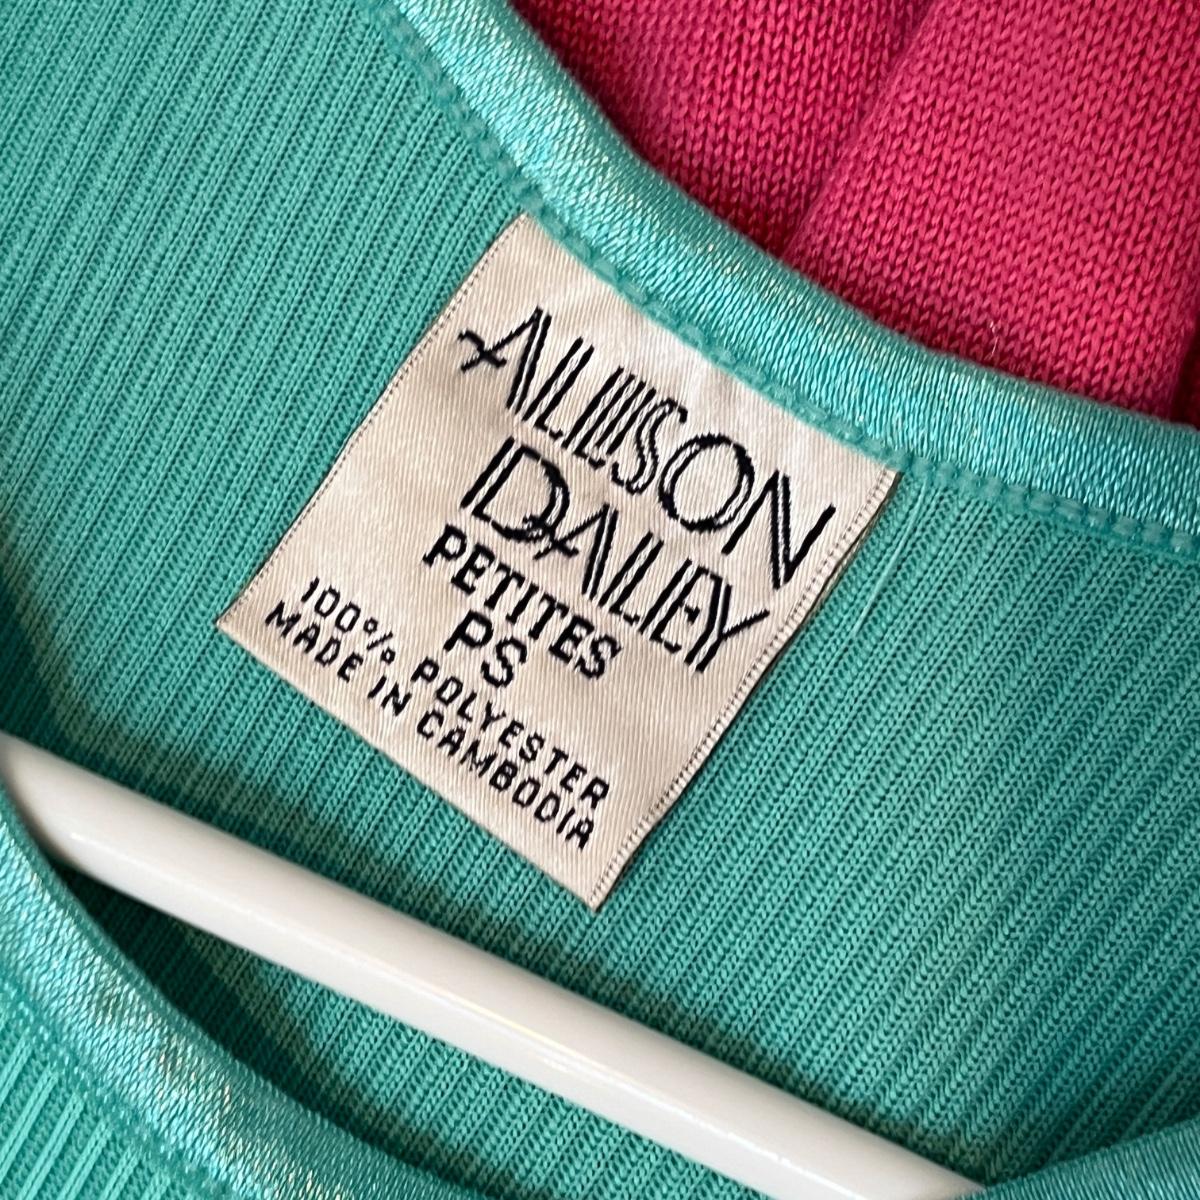 ALLISON
DALEY
PETITES
PS
100% POLYESTER
MADE IN CAMBODIA